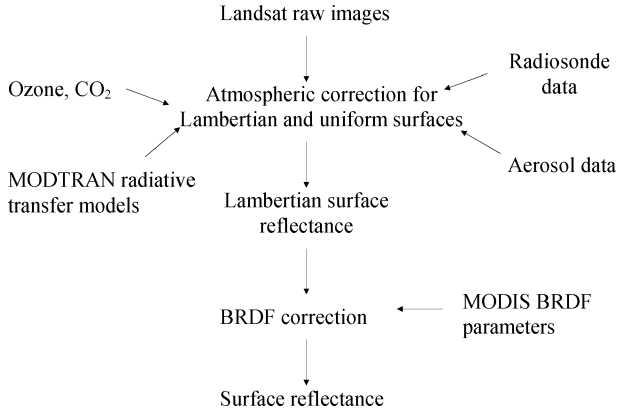 Landsat raw images
Radiosonde
data
Ozone, CO₂
Atmospheric correction for
Lambertian and uniform surfaces
Aerosol data
MODTRAN radiative
transfer models
Lambertian surface
reflectance
BRDF correction
MODIS BRDF
parameters
Surface reflectance